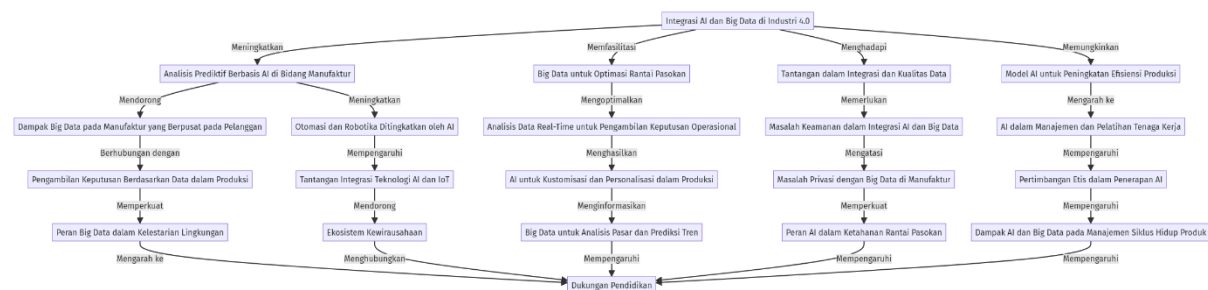 Integrasi AI dan Big Data di Industri 4.0
Meningkatkan
Memfasilitasi
Menghadapi
Memungkinkan
Analisis Prediktif Berbasis AI di Bidang Manufaktur
Big Data untuk Optimasi Rantai Pasokan
Tantangan dalam Integrasi dan Kualitas Data
Model AI untuk Peningkatan Efisiensi Produksi
Mendorong
Meningkatkan
Mengoptimalkan
Memerlukan
Mengarah ke
Dampak Big Data pada Manufaktur yang Berpusat pada Pelanggan
Otomasi dan Robotika Ditingkatkan oleh AI
Analisis Data Real-Time untuk Pengambilan Keputusan Operasional
Masalah Keamanan dalam Integrasi AI dan Big Data
AI dalam Manajemen dan Pelatihan Tenaga Kerja
Berhubungan dengan
Mempengaruhi
Menghasilkan
Mengatasi
Mempengaruhi
Pengambilan Keputusan Berdasarkan Data dalam Produksi
Tantangan Integrasi Teknologi AI dan IoT
AI untuk Kustomisasi dan Personalisasi dalam Produksi
Masalah Privasi dengan Big Data di Manufaktur
Pertimbangan Etis dalam Penerapan AI
Memperkuat
Mendorong
Menginformasikan
Memperkuat
Mempengaruhi
Peran Big Data dalam Kelestarian Lingkungan
Ekosistem Kewirausahaan
Big Data untuk Analisis Pasar dan Prediksi Tren
Peran AI dalam Ketahanan Rantai Pasokan
Dampak AI dan Big Data pada Manajemen Siklus Hidup Produk
Mengarah ke
Menghubungkan
Mempengaruhi
Mempengaruhi
Mempengaruhi
Dukungan Pendidikan